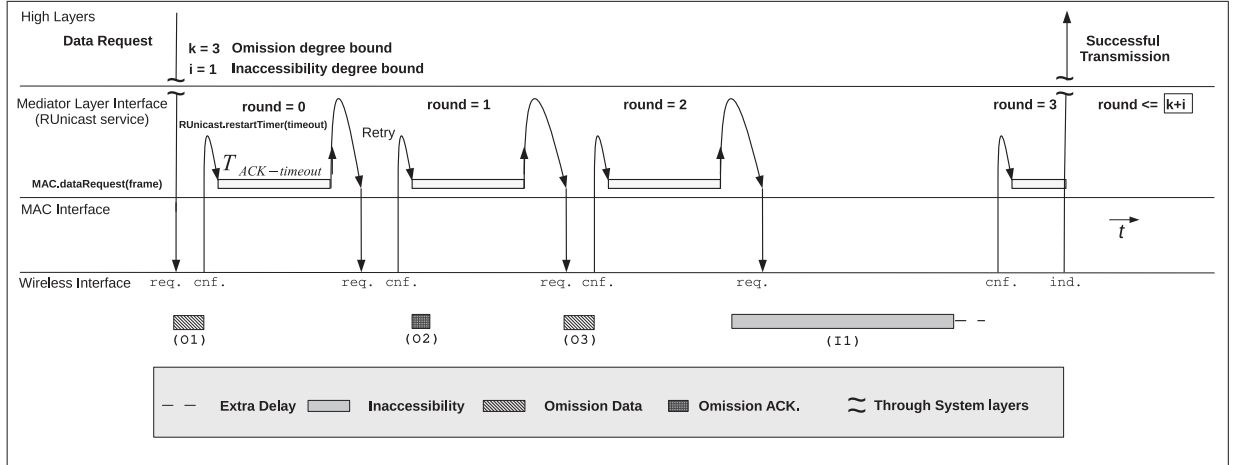 High Layers
Data Request
k = 3 Omission degree bound
i = 1 Inaccessibility degree bound
Successful
Transmission
Mediator Layer Interface
(RUnicast service)
round = 0
round = 1
round = 2
round = 3
round <= k+i
RUnicast.restartTimer(timeout)
Retry
T ACK−timeout
MAC.dataRequest(frame)
MAC Interface
t
Wireless Interface
req. cnf. req. cnf. req. cnf. req. cnf. ind.
(O1) (O2) (O3) (I1)
Extra Delay Inaccessibility Omission Data Omission ACK. Through System layers